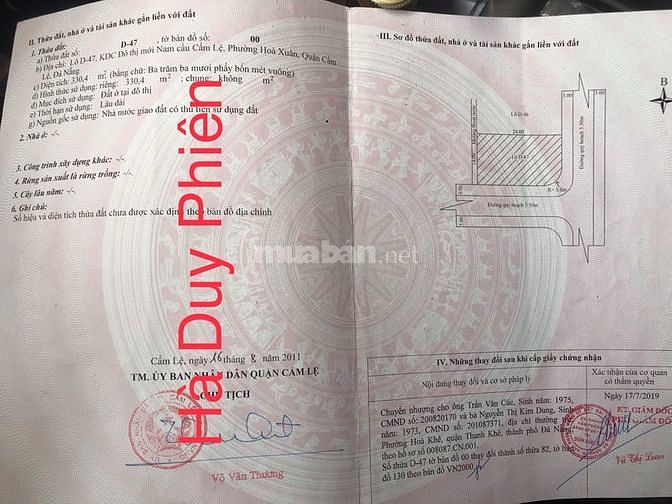 II. Thửa đất, nhà ở và tài sản khác gắn liền với đất
1. Thửa đất:
a) Thửa đất số: D-47, tờ bản đồ số: 00
b) Địa chỉ: Lô D-47, KDC Đô thị mới Nam cầu Cẩm Lệ, Phường Hoà Xuân, Quận Cẩm
Lệ, Đà Nẵng
c) Diện tích: 330,4 m², (bằng chữ: Ba trăm ba mươi phẩy bốn mét vuông)
d) Hình thức sử dụng: riêng: 330,4 m²; chung: không m²
đ) Mục đích sử dụng: Đất ở tại đô thị
e) Thời hạn sử dụng: Lâu dài
g) Nguồn gốc sử dụng: Nhà nước giao đất có thu tiền sử dụng đất
2. Nhà ở: -/-
3. Công trình xây dựng khác: -/-
4. Rừng sản xuất là rừng trồng: -/-
5. Cây lâu năm: -/-
6. Ghi chú:
Số hiệu và diện tích thửa đất chưa được xác định theo bản đồ địa chính
Hà Duy Phiên
Cẩm Lệ, ngày 16 tháng 8 năm 2011
TM. ỦY BAN NHÂN DÂN QUẬN CẨM LỆ
CHỦ TỊCH
Võ Văn Thương
muaban.net
III. Sơ đồ thửa đất, nhà ở và tài sản khác gắn liền với đất
B
3.00
Lô D-46
24.00
Lô D-47
14.00
R= 5.0m
Đường quy hoạch 5.50m
Đường quy hoạch 5.50m
3.00
IV. Những thay đổi sau khi cấp giấy chứng nhận
Nội dung thay đổi và cơ sở pháp lý
Xác nhận của cơ quan
có thẩm quyền
Chuyển nhượng cho ông Trần Văn Cúc, Sinh năm: 1975,
CMND số: 200820170 và bà Nguyễn Thị Kim Dung, Sinh
năm: 1973, CMND số: 201087371, địa chỉ thường
Phường Hoà Khê, quận Thanh Khê, thành phố Đà Nẵng;
theo hồ sơ 008087.CN.001.
Số thửa D-47 tờ bản đồ 00 thay đổi thành số thửa 82, tờ bản
đồ 130 theo bản đồ VN2000.
Ngày 17/7/2019
KT. GIÁM ĐỐC
PHÓ GIÁM ĐỐC
Vũ Thị Loan